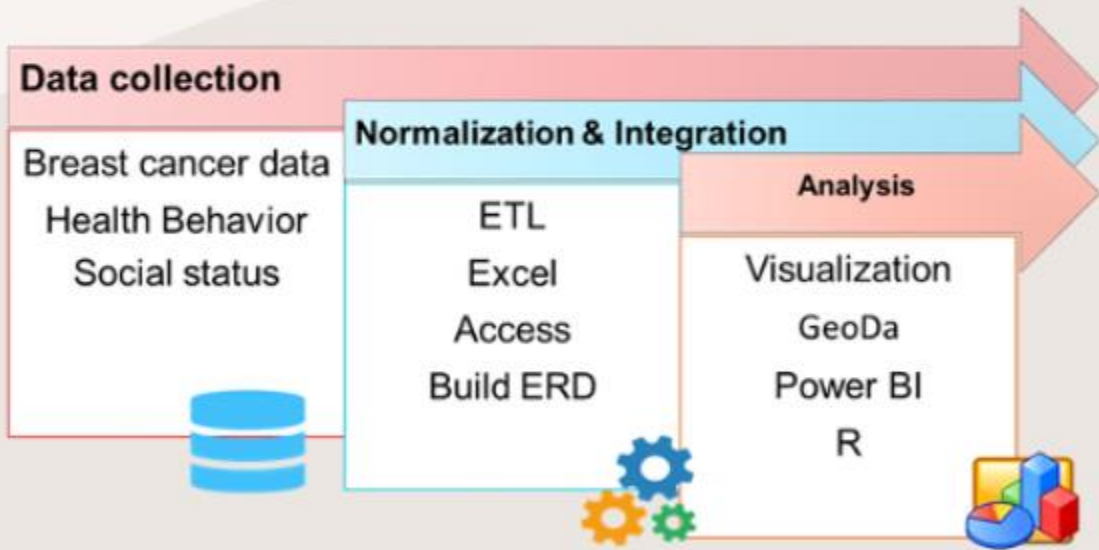 Data collection
Breast cancer data
Health Behavior
Social status
Normalization & Integration
ETL
Excel
Access
Build ERD
Analysis
Visualization
GeoDa
Power BI
R